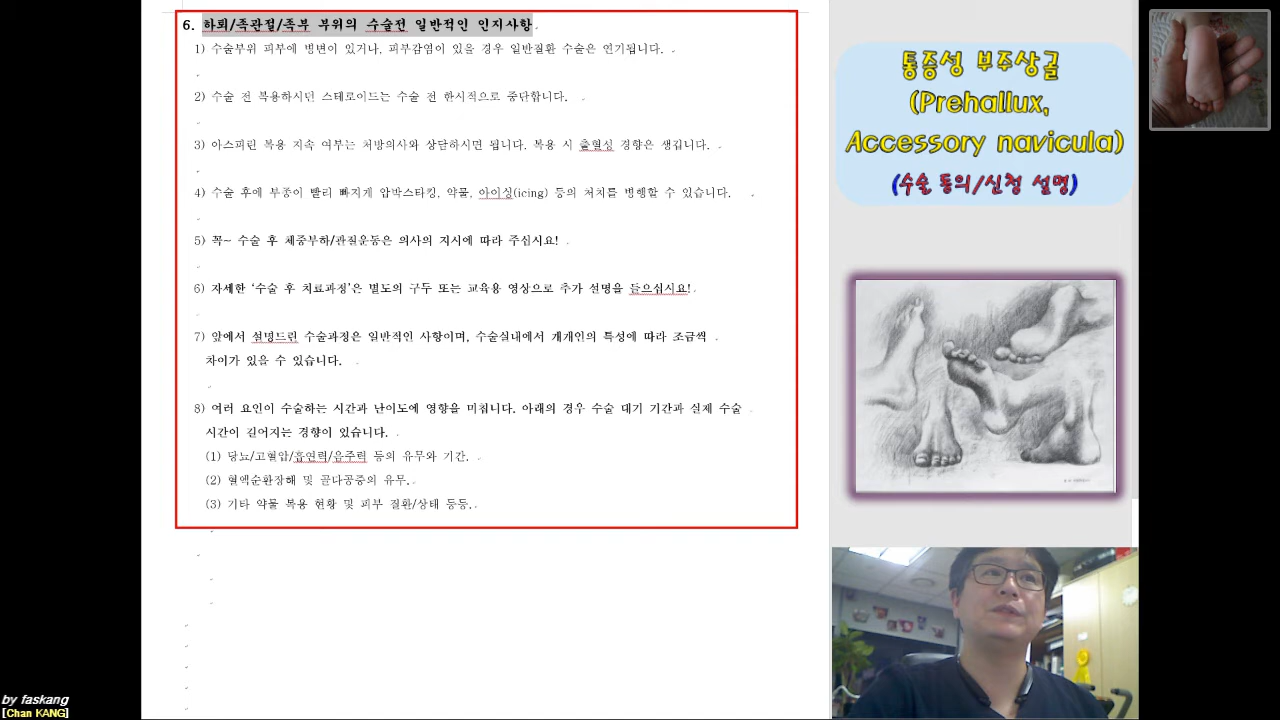 6. 하퇴/족관절/족부 부위의 수술전 일반적인 인지사항
1) 수술부위 피부에 병변이 있거나, 피부감염이 있을 경우 일반질환 수술은 연기됩니다.
2) 수술 전 복용하시던 스테로이드는 수술 전 한시적으로 중단합니다.
3) 아스피린 복용 지속 여부는 처방의사와 상담하시면 됩니다. 복용 시 출혈성 경향은 생깁니다.
4) 수술 후에 부종이 빨리 빠지게 압박스타킹, 약물, 아이싱(icing) 등의 처치를 병행할 수 있습니다.
5) 꼭~ 수술 후 체중부하/관절운동은 의사의 지시에 따라 주십시요!
6) 자세한 ‘수술 후 치료과정’은 별도의 구두 또는 교육용 영상으로 추가 설명을 들으십시요!
7) 앞에서 설명드린 수술과정은 일반적인 사항이며, 수술실내에서 개개인의 특성에 따라 조금씩
차이가 있을 수 있습니다.
8) 여러 요인이 수술하는 시간과 난이도에 영향을 미칩니다. 아래의 경우 수술 대기 기간과 실제 수술
시간이 길어지는 경향이 있습니다.
(1) 당뇨/고혈압/흡연력/음주력 등의 유무와 기간.
(2) 혈액순환장해 및 골다공증의 유무.
(3) 기타 약물 복용 현황 및 피부 질환/상태 등등.
통증성 부주상골
(Prehallux,
Accessory navicula)
(수술 동의/신청 설명)
by faskang
[Chan KANG]